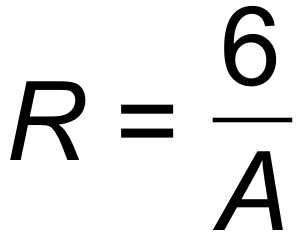 R = 6/A